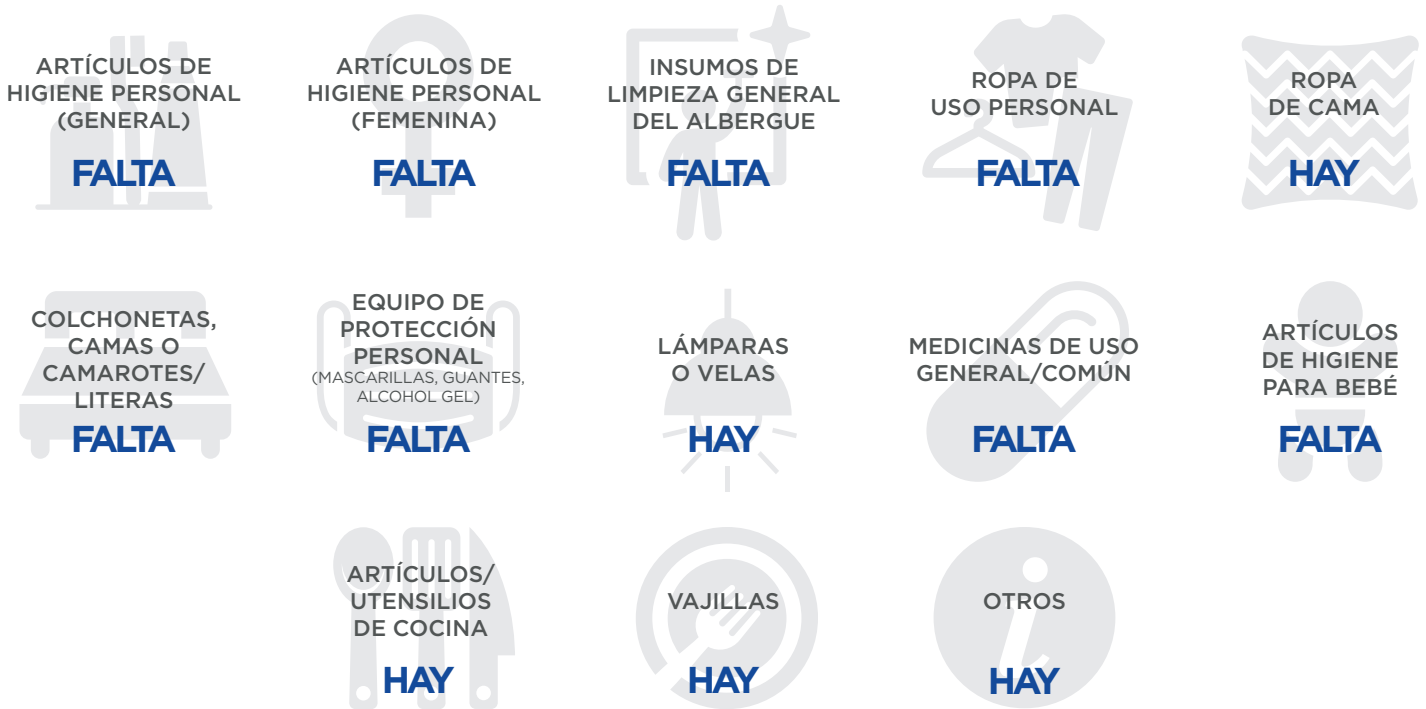 ARTÍCULOS DE
HIGIENE PERSONAL
(GENERAL)
FALTA
ARTÍCULOS DE
HIGIENE PERSONAL
(FEMENINA)
FALTA
INSUMOS DE
LIMPIEZA GENERAL
DEL ALBERGUE
FALTA
ROPA DE
USO PERSONAL
FALTA
ROPA
DE CAMA
HAY
COLCHONETAS,
CAMAS O
CAMAROTES/
LITERAS
FALTA
EQUIPO DE
PROTECCIÓN
PERSONAL
(MASCARILLAS, GUANTES,
ALCOHOL GEL)
FALTA
LÁMPARAS
O VELAS
HAY
MEDICINAS DE USO
GENERAL/COMÚN
FALTA
ARTÍCULOS
DE HIGIENE
PARA BEBÉ
FALTA
ARTÍCULOS/
UTENSILIOS
DE COCINA
HAY
VAJILLAS
HAY
OTROS
HAY